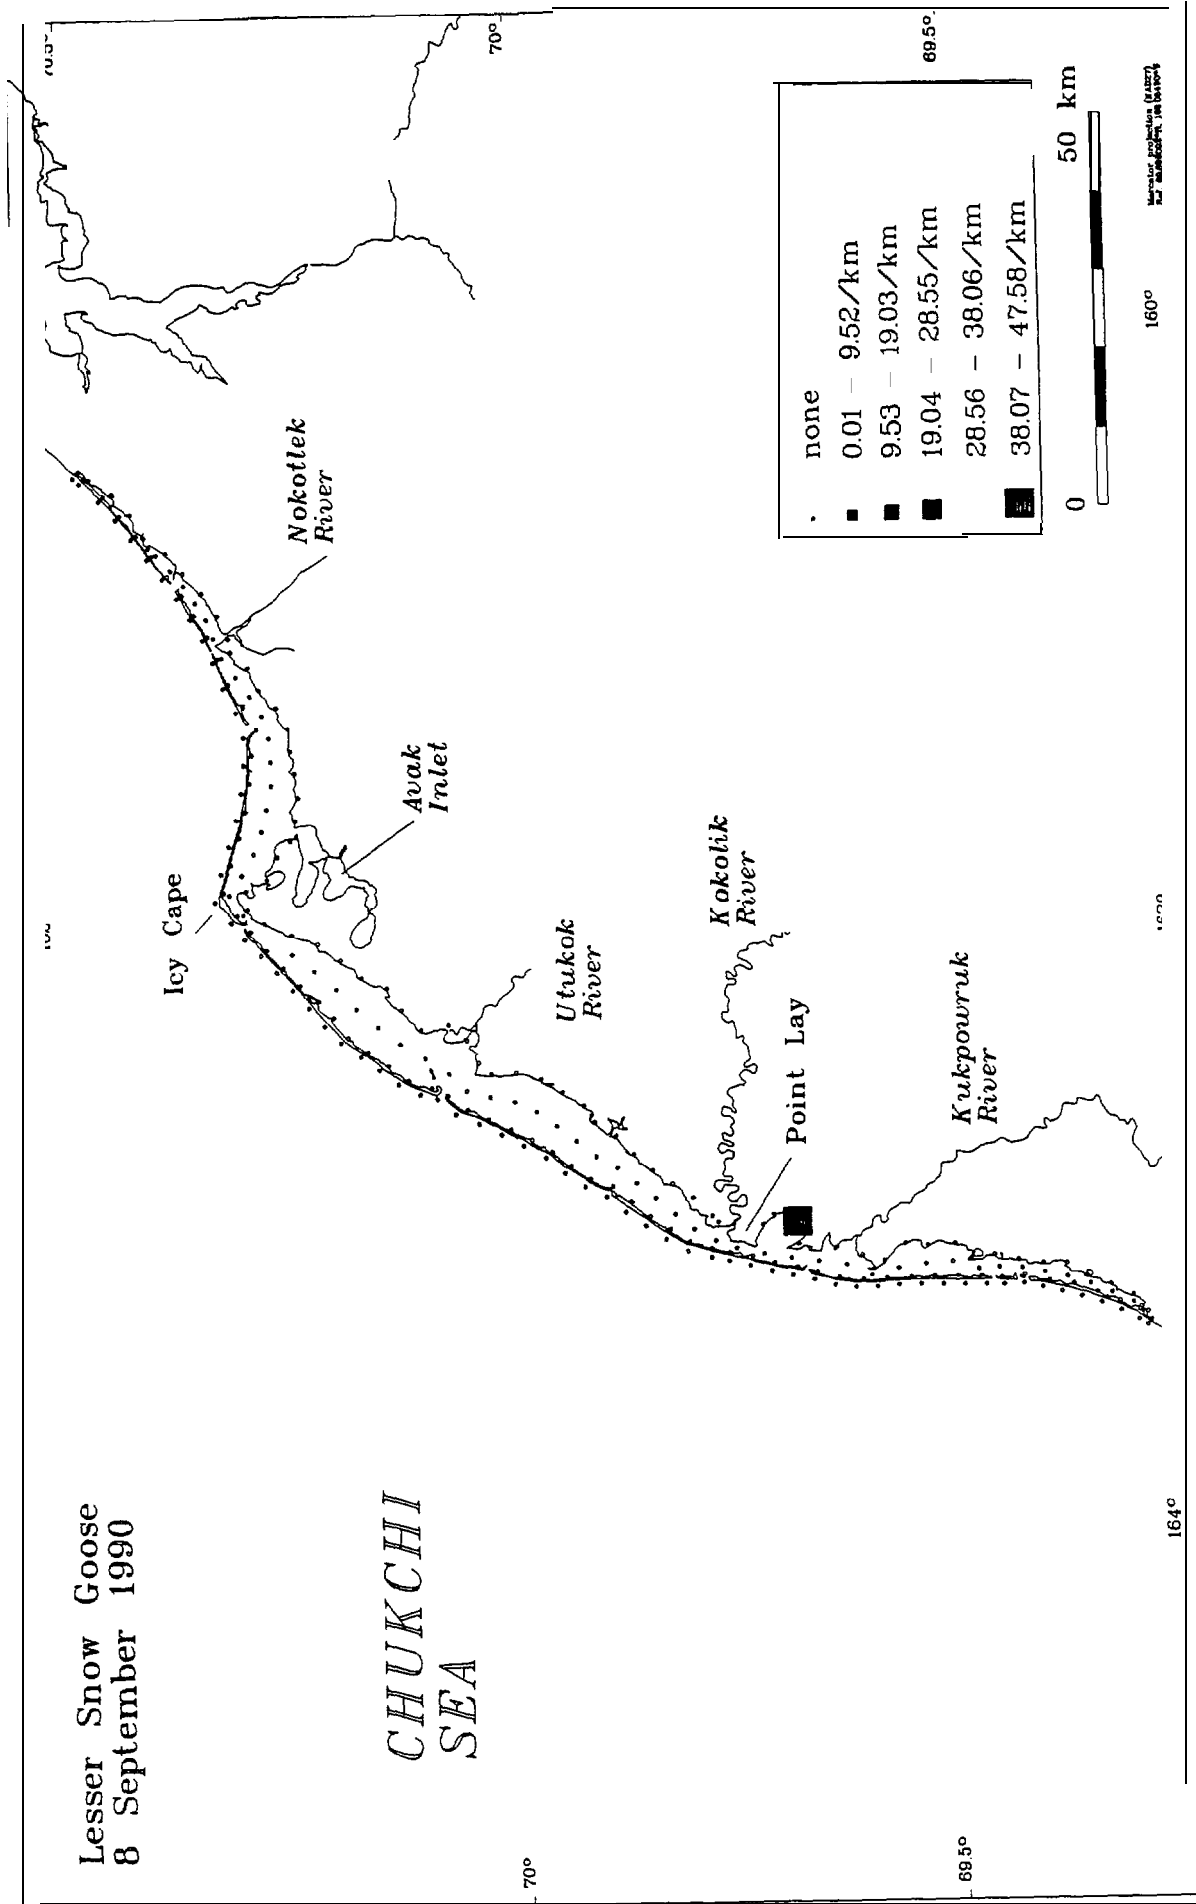 Lesser Snow Goose
8 September 1990
CHUKCHI
SEA
Icy Cape
Nokotlek
River
Avak
Inlet
Utukok
River
Kokolik
River
Point Lay
Kukpowruk
River
70°
69.5°
70°
69.5°
164°
160°
none
0.01 – 9.52/km
9.53 – 19.03/km
19.04 – 28.55/km
28.56 – 38.06/km
38.07 – 47.58/km
0 50 km
Mercator projection (NAD27)